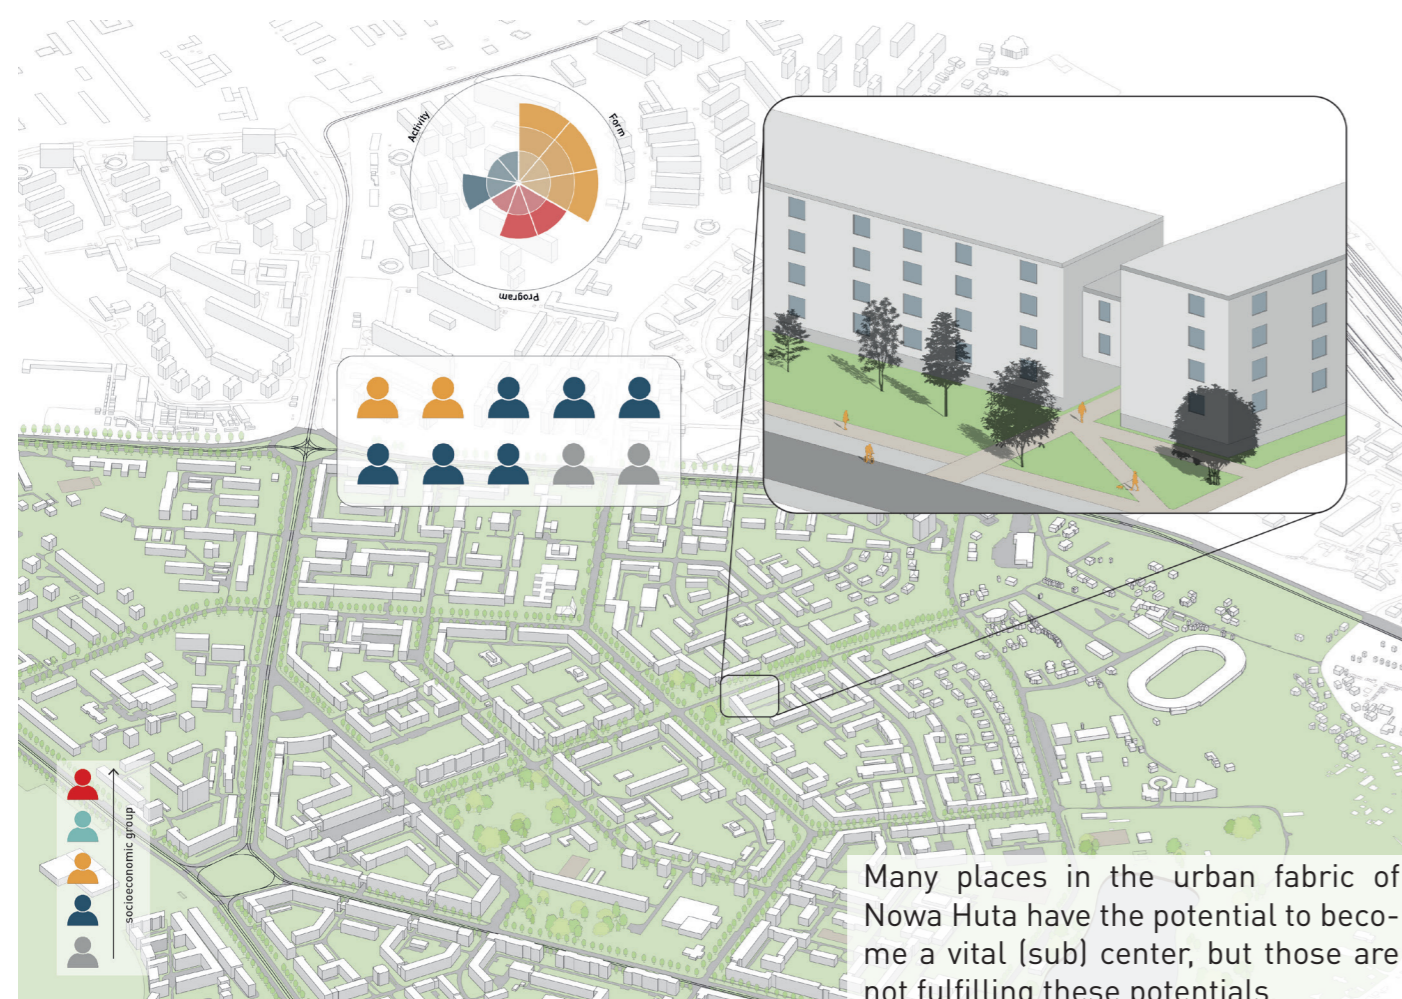 Activity
Form
Program
socioeconomic group
Many places in the urban fabric of
Nowa Huta have the potential to beco-
me a vital (sub) center, but those are
not fulfilling these potentials